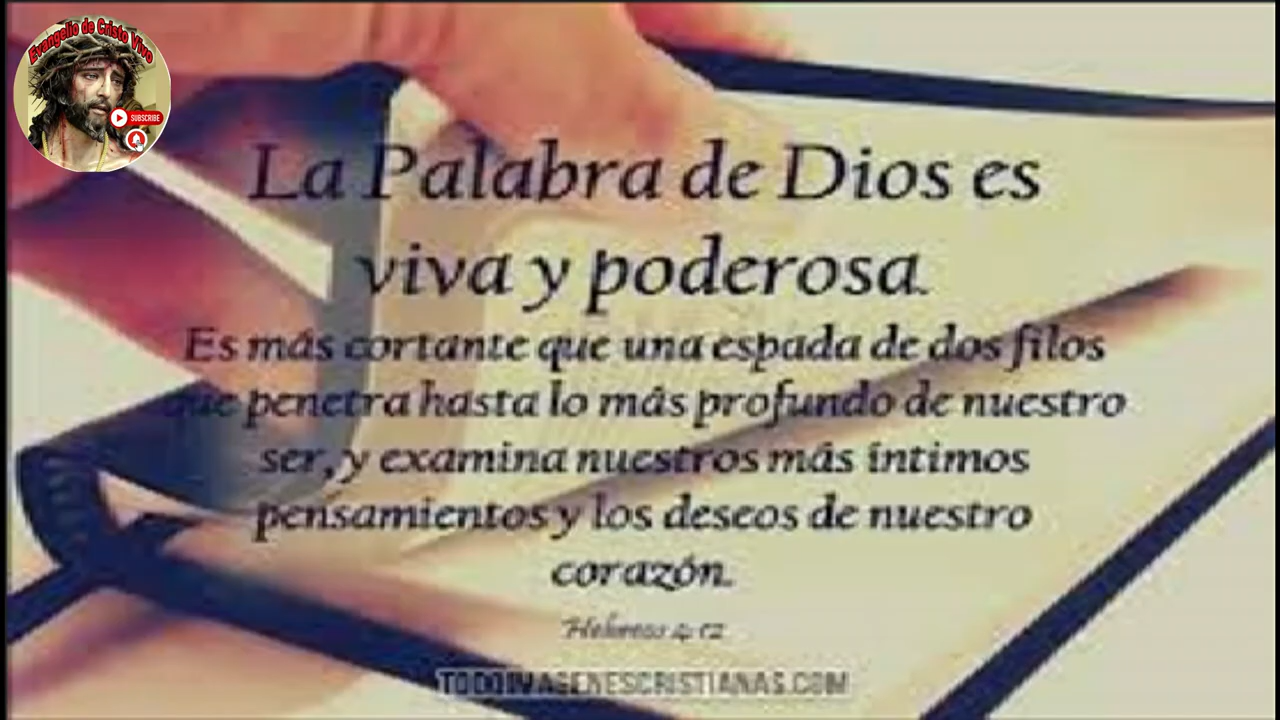 Evangelio de Cristo Vivo
SUBSCRIBE
La Palabra de Dios es
viva y poderosa.
Es más cortante que una espada de dos filos
que penetra hasta lo más profundo de nuestro
ser, y examina nuestros más íntimos
pensamientos y los deseos de nuestro
corazón.
Hebreos 4:12
TODOIMAGENESCRISTIANAS.COM